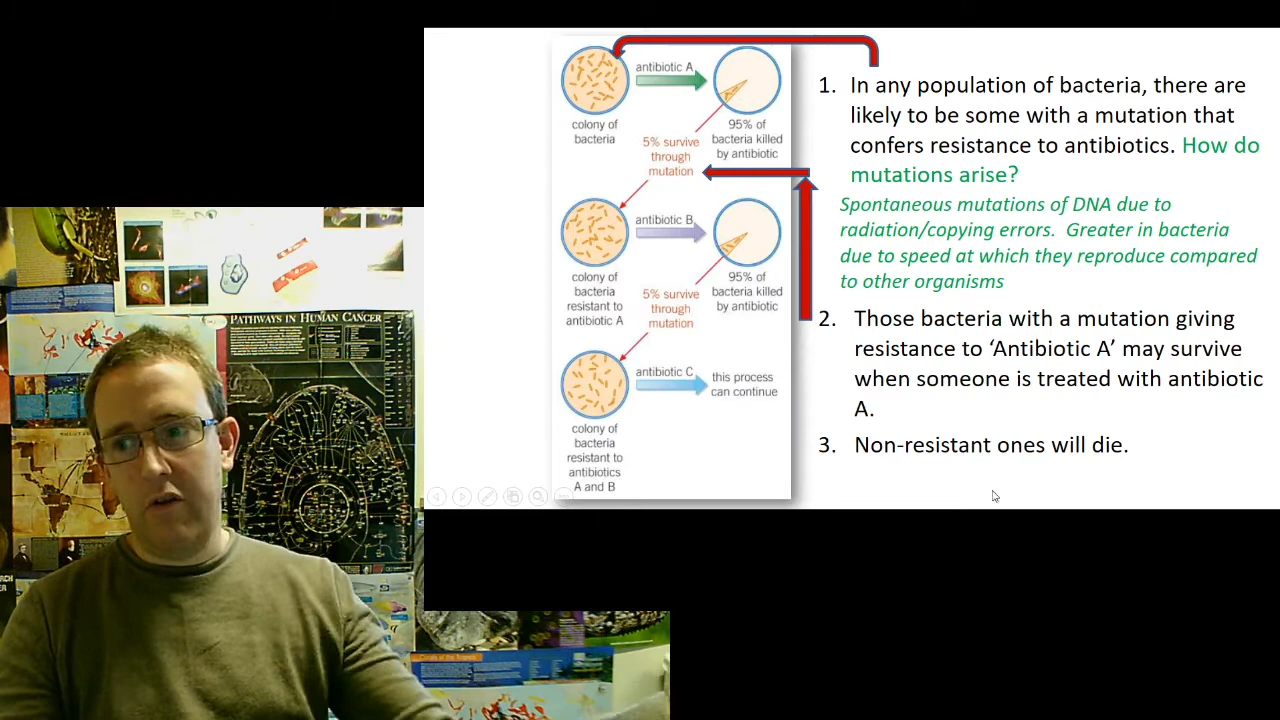 antibiotic A
colony of
bacteria
95% of
bacteria killed
by antibiotic
5% survive
through
mutation
antibiotic B
colony of
bacteria
resistant to
antibiotic A
95% of
bacteria killed
by antibiotic
5% survive
through
mutation
antibiotic C
this process
can continue
colony of
bacteria
resistant to
antibiotics
A and B
1. In any population of bacteria, there are
likely to be some with a mutation that
confers resistance to antibiotics. How do
mutations arise?
Spontaneous mutations of DNA due to
radiation/copying errors. Greater in bacteria
due to speed at which they reproduce compared
to other organisms
2. Those bacteria with a mutation giving
resistance to ‘Antibiotic A’ may survive
when someone is treated with antibiotic
A.
3. Non-resistant ones will die.
PATHWAYS IN HUMAN CANCER